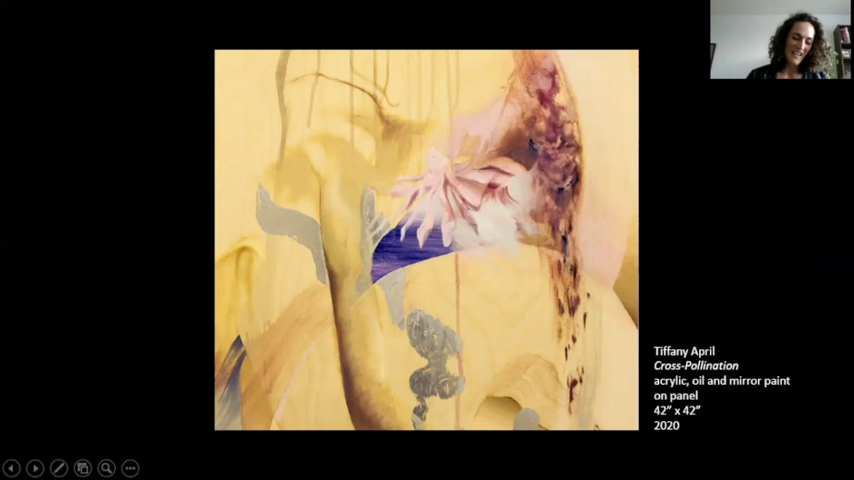 Tiffany April
Cross-Pollination
acrylic, oil and mirror paint
on panel
42” x 42”
2020